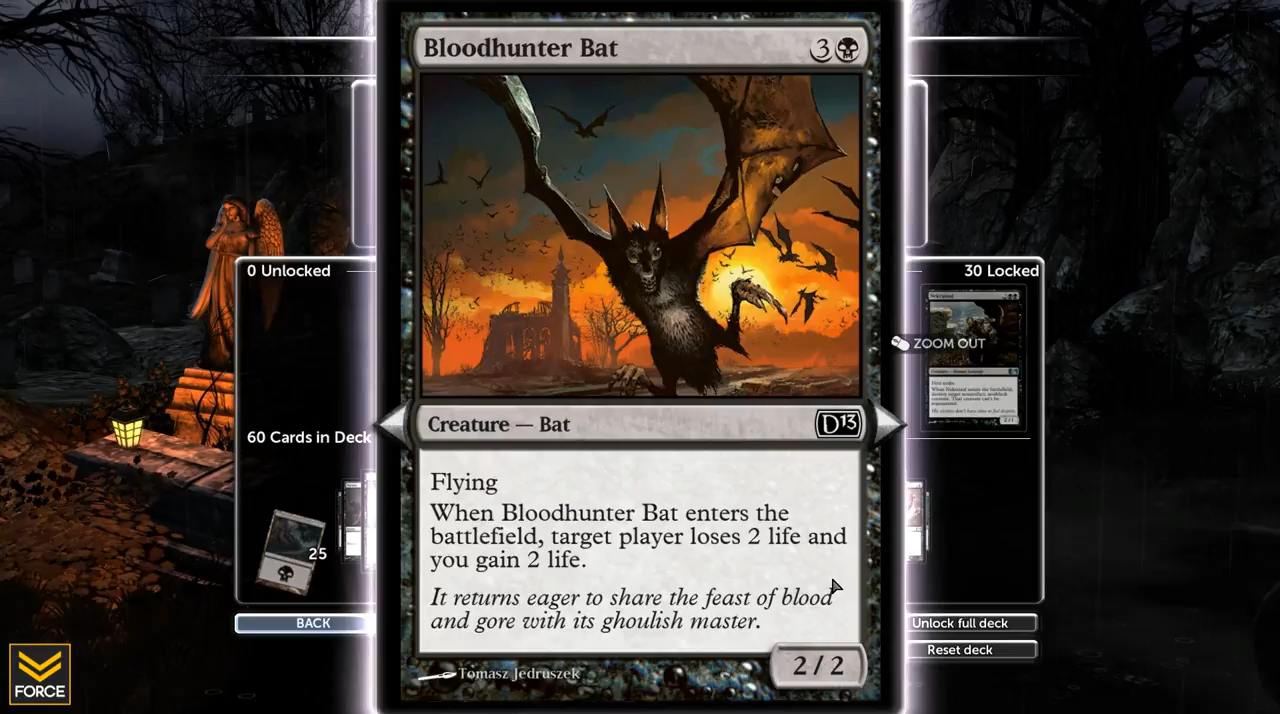 Bloodhunter Bat
3
0 Unlocked
30 Locked
Nekrataal
ZOOM OUT
60 Cards in Deck
Creature — Bat
D13
Flying
When Bloodhunter Bat enters the
battlefield, target player loses 2 life and
you gain 2 life.
It returns eager to share the feast of blood
and gore with its ghoulish master.
25
BACK
Unlock full deck
Reset deck
FORCE
Tomasz Jedruszek
2 / 2